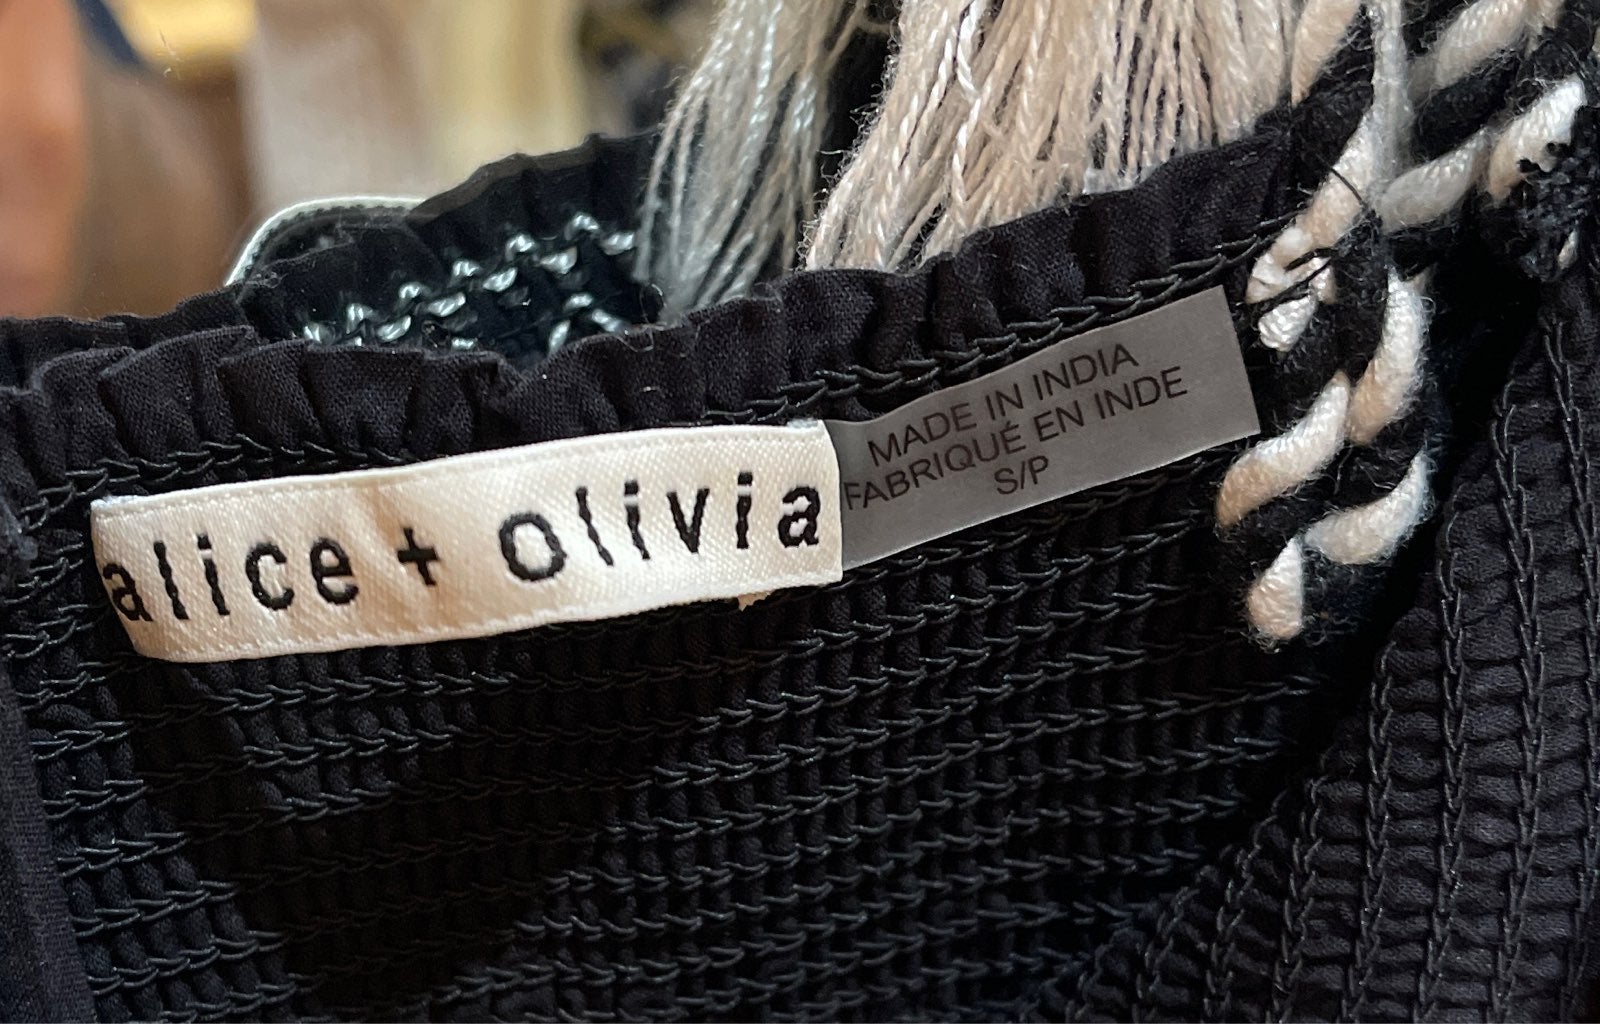 alice + olivia
MADE IN INDIA
FABRIQUÉ EN INDE
S/P